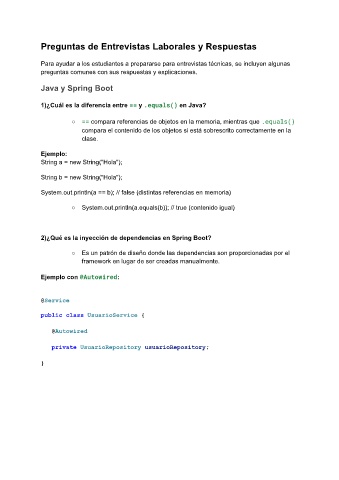 Preguntas de Entrevistas Laborales y Respuestas
Para ayudar a los estudiantes a prepararse para entrevistas técnicas, se incluyen algunas
preguntas comunes con sus respuestas y explicaciones.
Java y Spring Boot
1)¿Cuál es la diferencia entre == y .equals() en Java?
○ == compara referencias de objetos en la memoria, mientras que .equals()
compara el contenido de los objetos si está sobrescrito correctamente en la
clase.
Ejemplo:
String a = new String("Hola");
String b = new String("Hola");
System.out.println(a == b); // false (distintas referencias en memoria)
○ System.out.println(a.equals(b)); // true (contenido igual)
2)¿Qué es la inyección de dependencias en Spring Boot?
○ Es un patrón de diseño donde las dependencias son proporcionadas por el
framework en lugar de ser creadas manualmente.
Ejemplo con @Autowired:
@Service
public class UsuarioService {
@Autowired
private UsuarioRepository usuarioRepository;
}